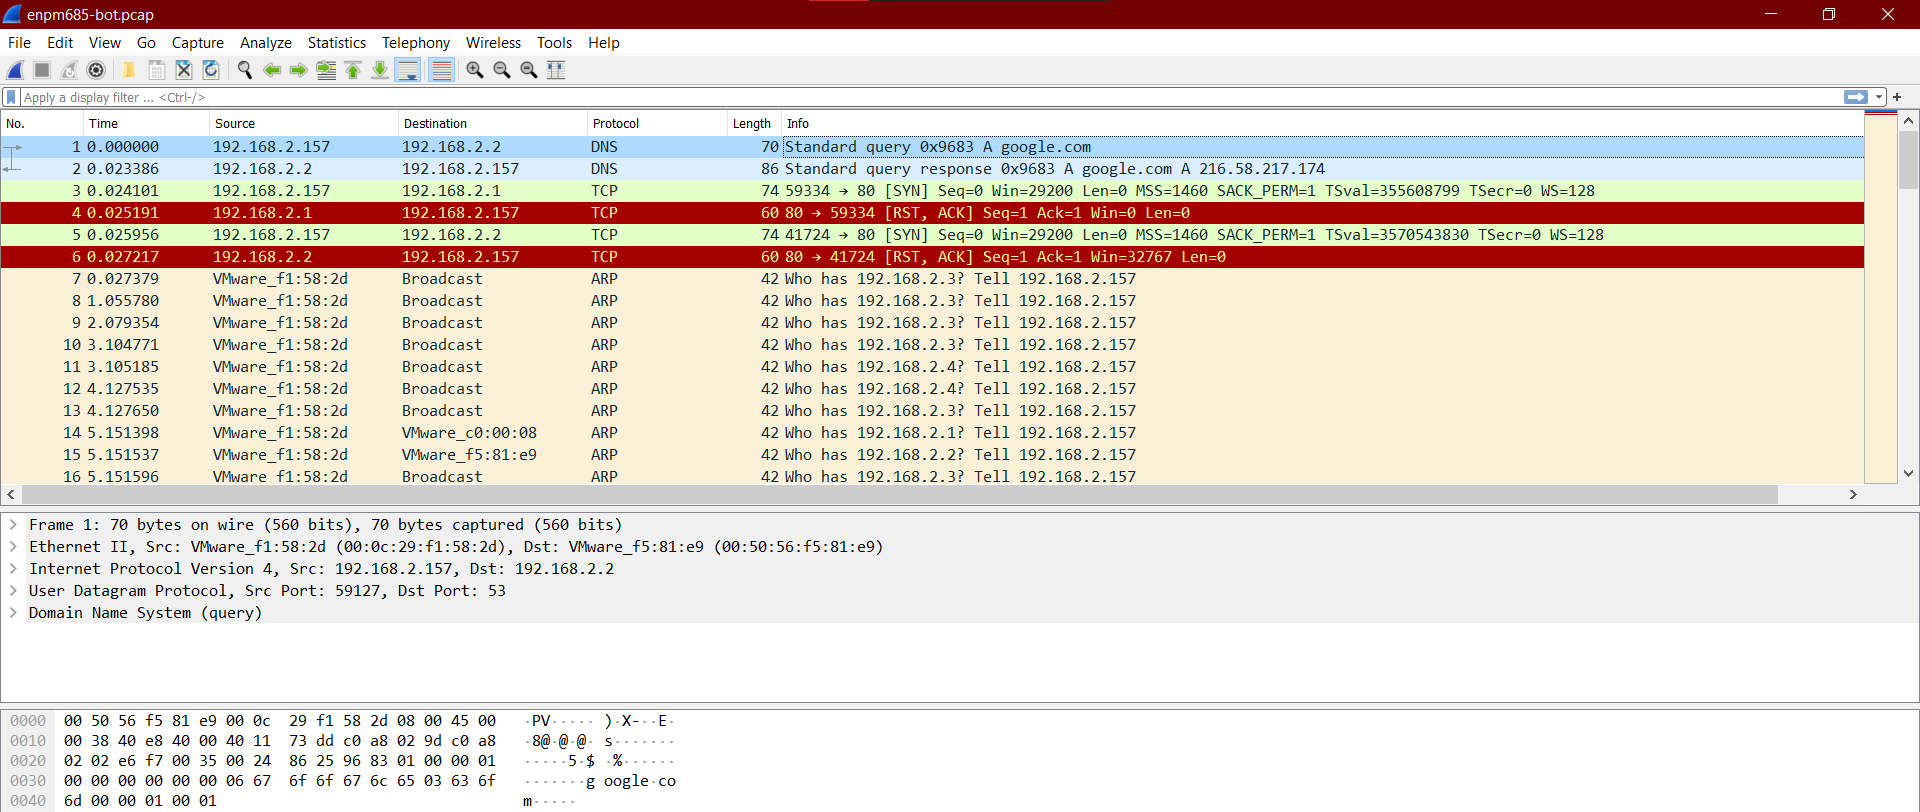 enpm685-bot.pcap
File Edit View Go Capture Analyze Statistics Telephony Wireless Tools Help
Apply a display filter ... <Ctrl-/>
No. Time Source Destination Protocol Length Info
1 0.000000 192.168.2.157 192.168.2.2 DNS 70 Standard query 0x9683 A google.com
2 0.023386 192.168.2.2 192.168.2.157 DNS 86 Standard query response 0x9683 A google.com A 216.58.217.174
3 0.024101 192.168.2.157 192.168.2.1 TCP 74 59334 → 80 [SYN] Seq=0 Win=29200 Len=0 MSS=1460 SACK_PERM=1 TSval=355608799 TSecr=0 WS=128
4 0.025191 192.168.2.1 192.168.2.157 TCP 60 80 → 59334 [RST, ACK] Seq=1 Ack=1 Win=0 Len=0
5 0.025956 192.168.2.157 192.168.2.2 TCP 74 41724 → 80 [SYN] Seq=0 Win=29200 Len=0 MSS=1460 SACK_PERM=1 TSval=3570543830 TSecr=0 WS=128
6 0.027217 192.168.2.2 192.168.2.157 TCP 60 80 → 41724 [RST, ACK] Seq=1 Ack=1 Win=32767 Len=0
7 0.027379 VMware_f1:58:2d Broadcast ARP 42 Who has 192.168.2.3? Tell 192.168.2.157
8 1.055780 VMware_f1:58:2d Broadcast ARP 42 Who has 192.168.2.3? Tell 192.168.2.157
9 2.079354 VMware_f1:58:2d Broadcast ARP 42 Who has 192.168.2.3? Tell 192.168.2.157
10 3.104771 VMware_f1:58:2d Broadcast ARP 42 Who has 192.168.2.3? Tell 192.168.2.157
11 3.105185 VMware_f1:58:2d Broadcast ARP 42 Who has 192.168.2.4? Tell 192.168.2.157
12 4.127535 VMware_f1:58:2d Broadcast ARP 42 Who has 192.168.2.4? Tell 192.168.2.157
13 4.127650 VMware_f1:58:2d Broadcast ARP 42 Who has 192.168.2.3? Tell 192.168.2.157
14 5.151398 VMware_f1:58:2d VMware_c0:00:08 ARP 42 Who has 192.168.2.1? Tell 192.168.2.157
15 5.151537 VMware_f1:58:2d VMware_f5:81:e9 ARP 42 Who has 192.168.2.2? Tell 192.168.2.157
16 5.151596 VMware_f1:58:2d Broadcast ARP 42 Who has 192.168.2.3? Tell 192.168.2.157
Frame 1: 70 bytes on wire (560 bits), 70 bytes captured (560 bits)
Ethernet II, Src: VMware_f1:58:2d (00:0c:29:f1:58:2d), Dst: VMware_f5:81:e9 (00:50:56:f5:81:e9)
Internet Protocol Version 4, Src: 192.168.2.157, Dst: 192.168.2.2
User Datagram Protocol, Src Port: 59127, Dst Port: 53
Domain Name System (query)
0000 00 50 56 f5 81 e9 00 0c 29 f1 58 2d 08 00 45 00 ·PV····· )·X-··E·
0010 00 38 40 e8 40 00 40 11 73 dd c0 a8 02 9d c0 a8 ·8@·@·@· s·······
0020 02 02 e6 f7 00 35 00 24 86 25 96 83 01 00 00 01 ·····5·$ ·%······
0030 00 00 00 00 00 00 06 67 6f 6f 67 6c 65 03 63 6f ·······g oogle·co
0040 6d 00 00 01 00 01 m·····